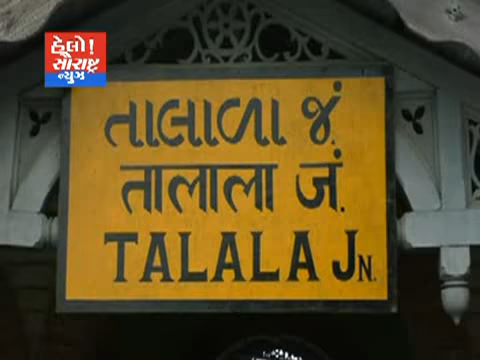 હેલો!
સૌરાષ્ટ્ર
ન્યુઝ
તાલાળા જં.
तालाला जं.
TALALA JN.